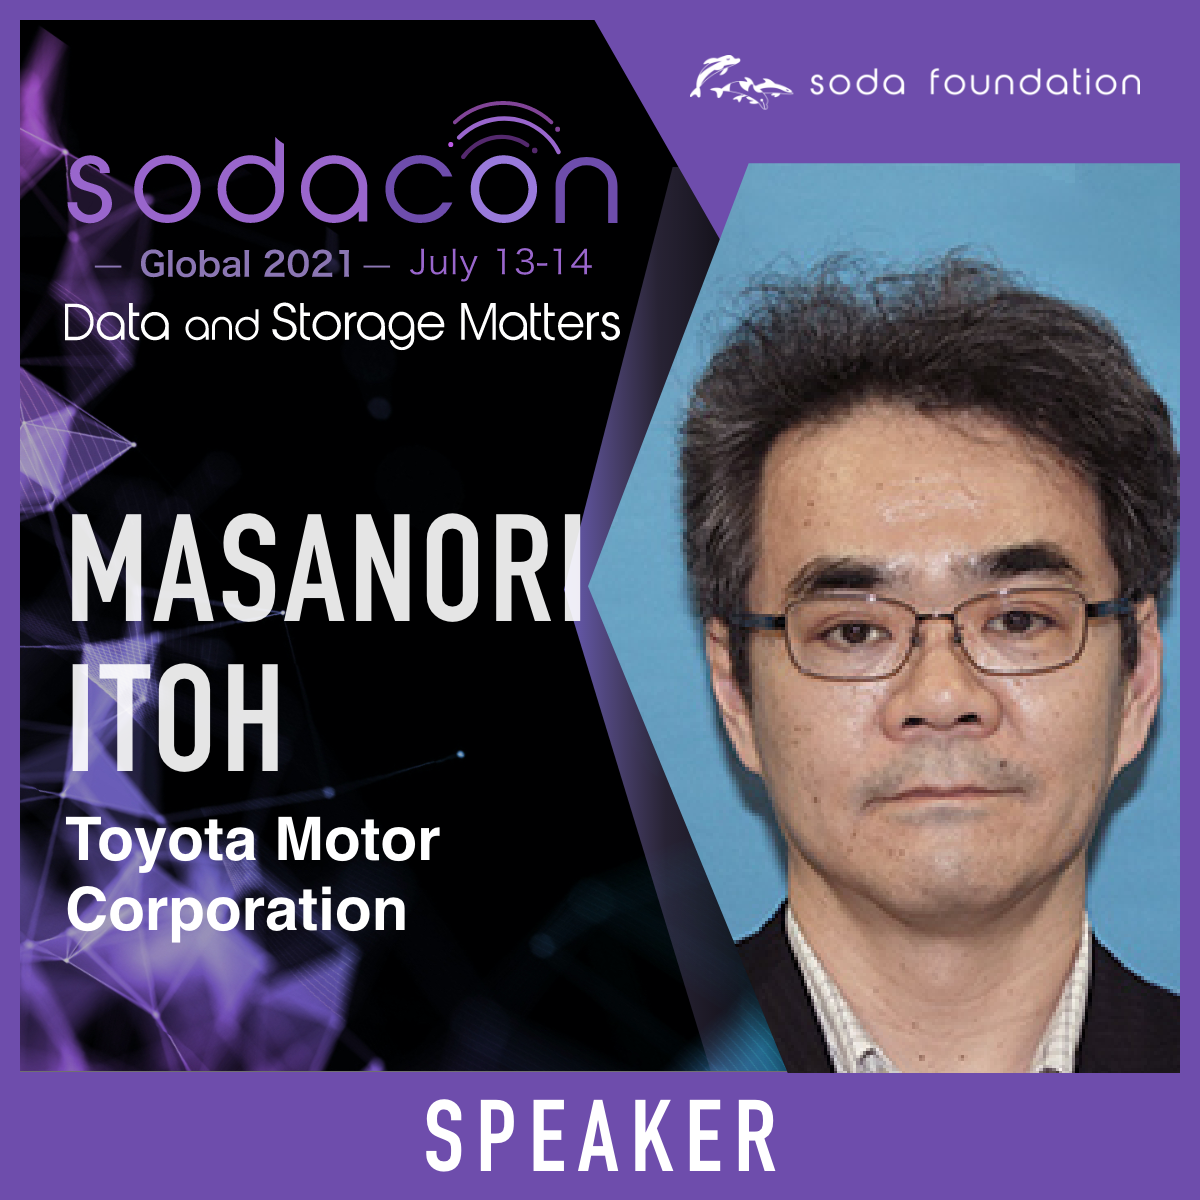 soda foundation
sodacon
— Global 2021 — July 13-14
Data and Storage Matters
MASANORI
ITOH
Toyota Motor
Corporation
SPEAKER